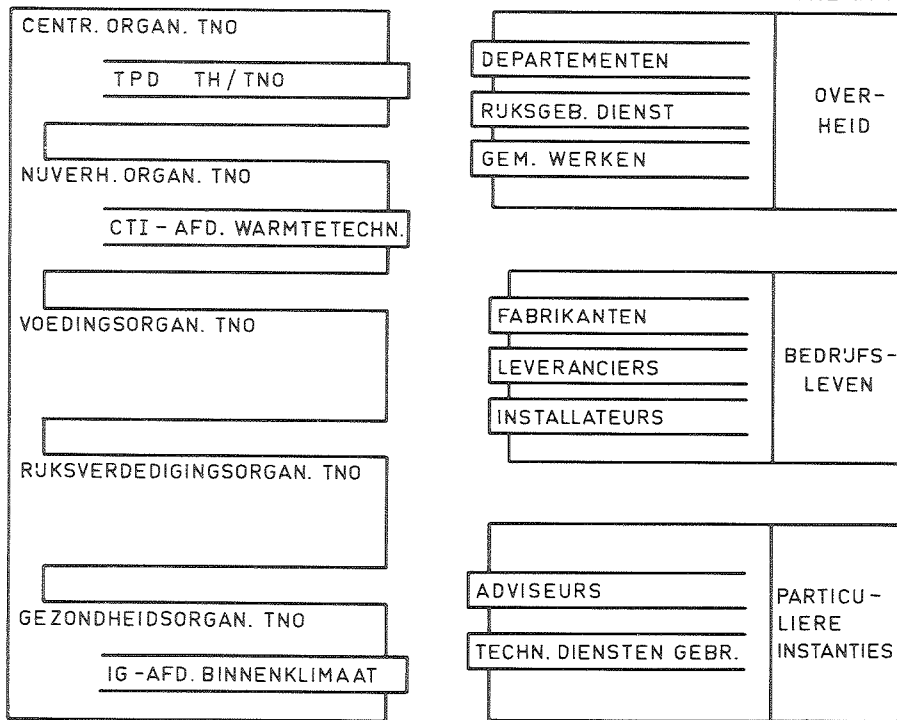 CENTR. ORGAN. TNO
TPD TH/TNO
NIJVERH. ORGAN. TNO
CTI - AFD. WARMTETECHN.
VOEDINGSORGAN. TNO
RIJKSVERDEDIGINGSORGAN. TNO
GEZONDHEIDSORGAN. TNO
IG - AFD. BINNENKLIMAAT
DEPARTEMENTEN
RIJKSGEB. DIENST
GEM. WERKEN
OVER-
HEID
FABRIKANTEN
LEVERANCIERS
INSTALLATEURS
BEDRIJFS-
LEVEN
ADVISEURS
TECHN. DIENSTEN GEBR.
PARTICU-
LIERE
INSTANTIES